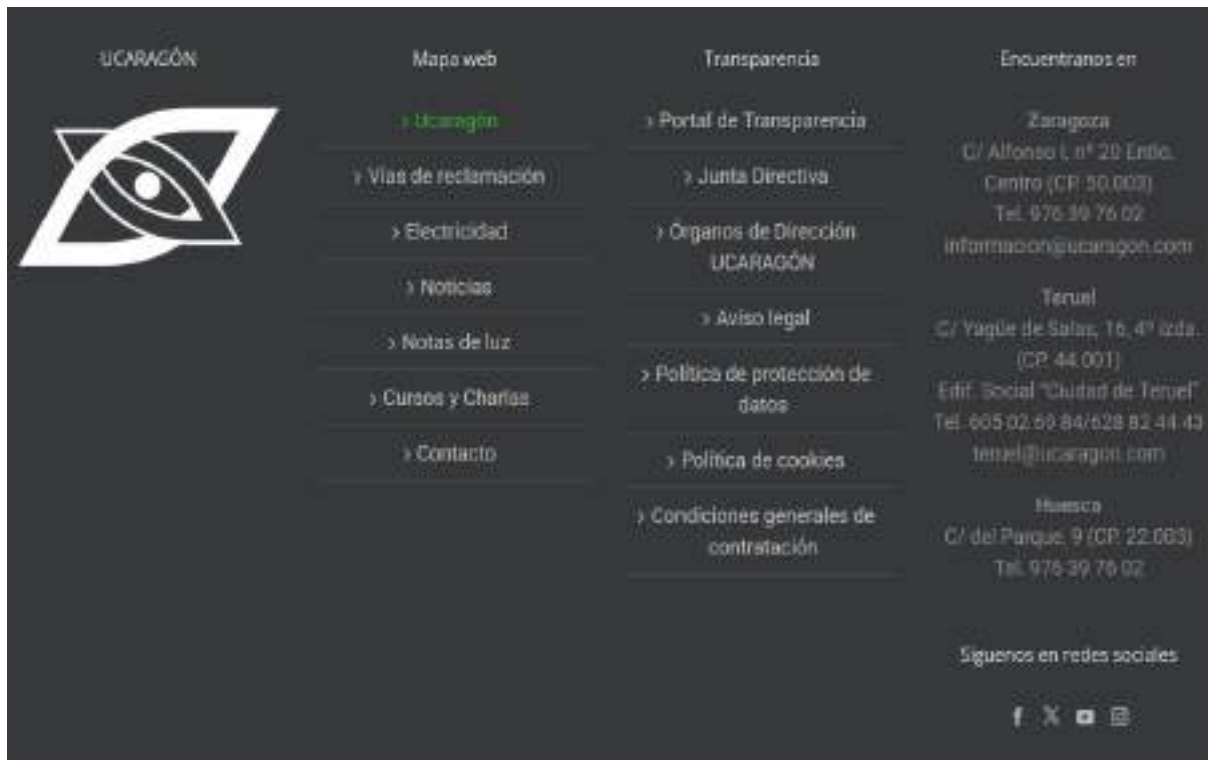 UCARAGÓN
Mapa web
› Ucaragón
› Vías de reclamación
› Electricidad
› Noticias
› Notas de luz
› Cursos y Charlas
› Contacto
Transparencia
› Portal de Transparencia
› Junta Directiva
› Órganos de Dirección
UCARAGÓN
› Aviso legal
› Política de protección de
datos
› Política de cookies
› Condiciones generales de
contratación
Encuentranos en
Zaragoza
C/ Alfonso I, nº 20 Entlo.
Centro (CP. 50.003)
Tel. 976 39 76 02
informacion@ucaragon.com
Teruel
C/ Yagüe de Salas, 16, 4º izda.
(CP. 44.001)
Edif. Social "Ciudad de Teruel"
Tel. 605 02 69 84/628 82 44 43
teruel@ucaragon.com
Huesca
C/ del Parque, 9 (CP. 22.003)
Tel. 976 39 76 02
Siguenos en redes sociales